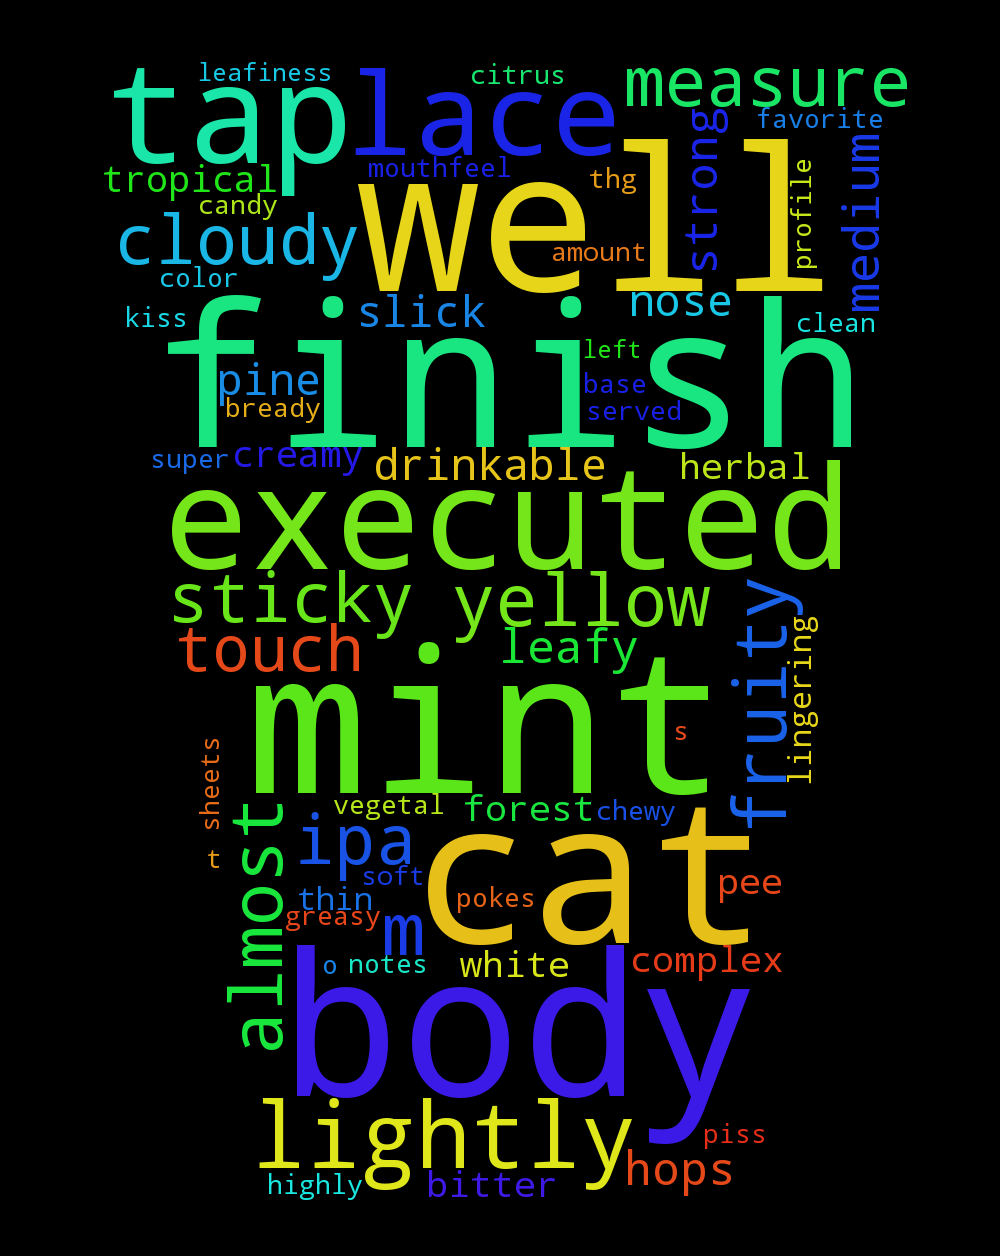 leafiness
citrus
tap
lace
measure
favorite
mouthfeel
strong
tropical
thg
well
profile
medium
candy
cloudy
amount
color
nose
kiss
slick
clean
finish
left
pine
base
bready
served
super
creamy
drinkable
herbal
executed
sticky
yellow
touch
leafy
fruity
lingering
mint
s
sheets
vegetal
forest
chewy
almost
ipa
cat
t
soft
pee
thin
pokes
greasy
m
o
notes
white
complex
body
lightly
piss
hops
highly
bitter